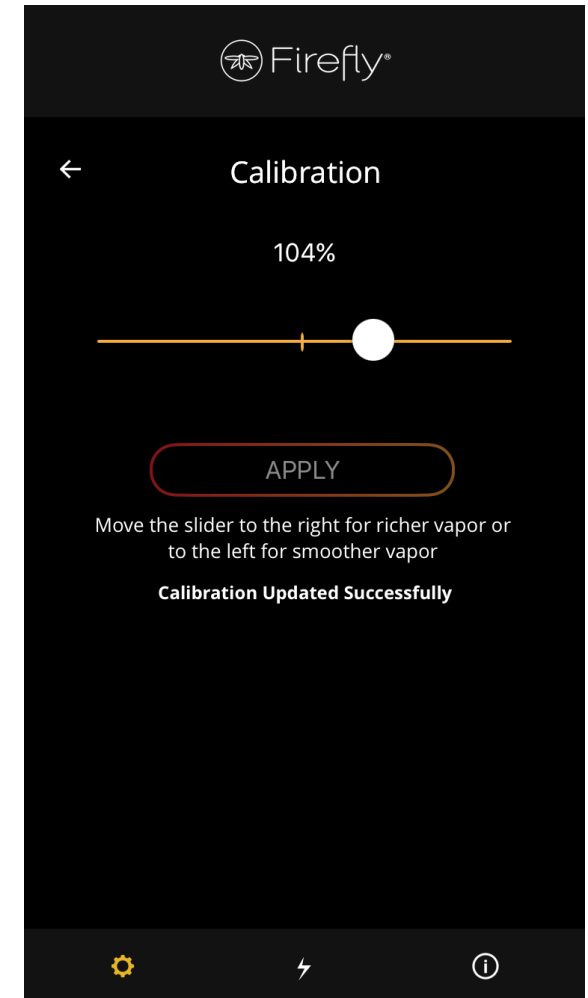 Firefly®
Calibration
104%
APPLY
Move the slider to the right for richer vapor or
to the left for smoother vapor
Calibration Updated Successfully